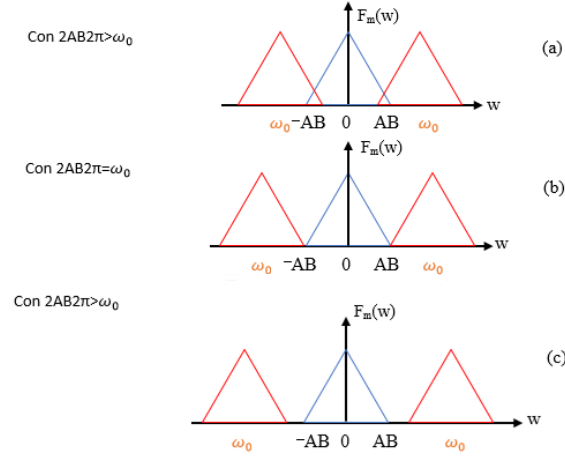 Con 2AB2π>ω₀
Fₘ(w)
(a)
w
ω₀ −AB 0 AB ω₀
Con 2AB2π=ω₀
Fₘ(w)
(b)
w
ω₀ −AB 0 AB ω₀
Con 2AB2π>ω₀
Fₘ(w)
(c)
w
ω₀ −AB 0 AB ω₀